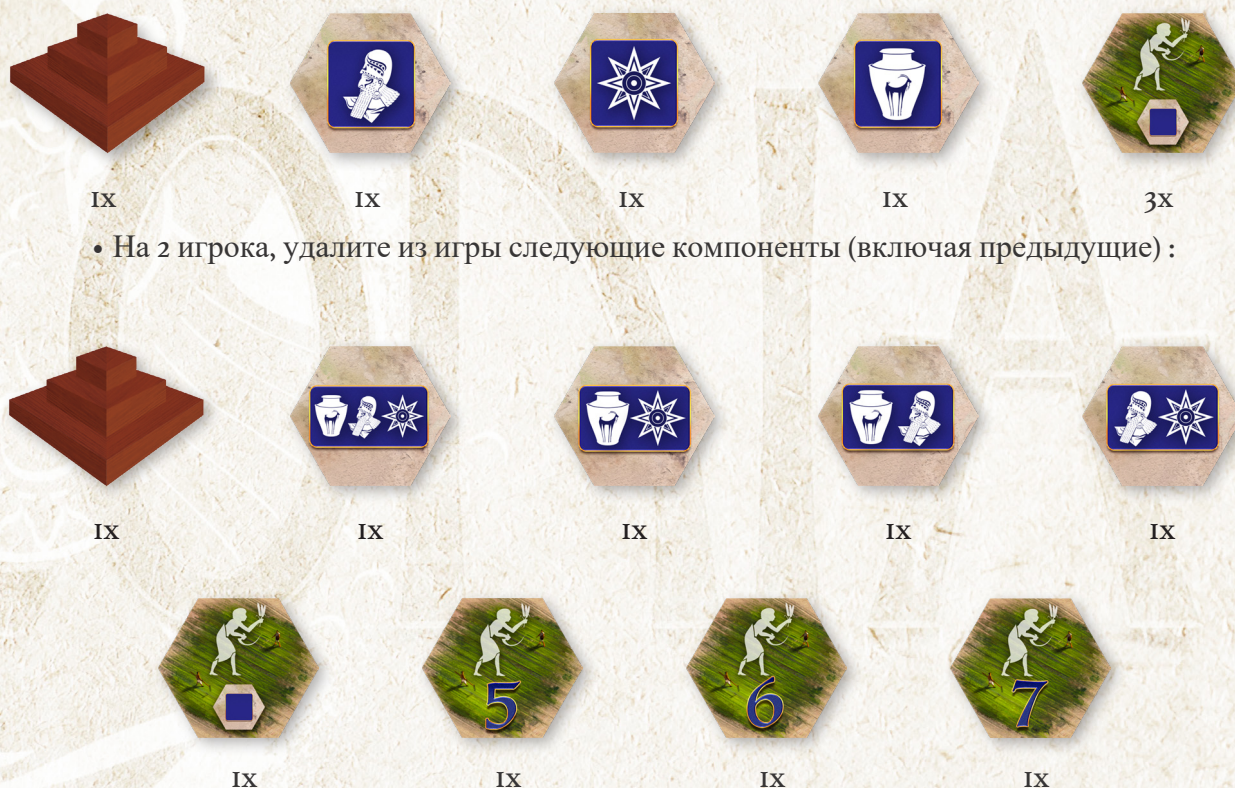 1x 1x 1x 1x 3x
• На 2 игрока, удалите из игры следующие компоненты (включая предыдущие) :
1x 1x 1x 1x 1x
5 6 7
1x 1x 1x 1x